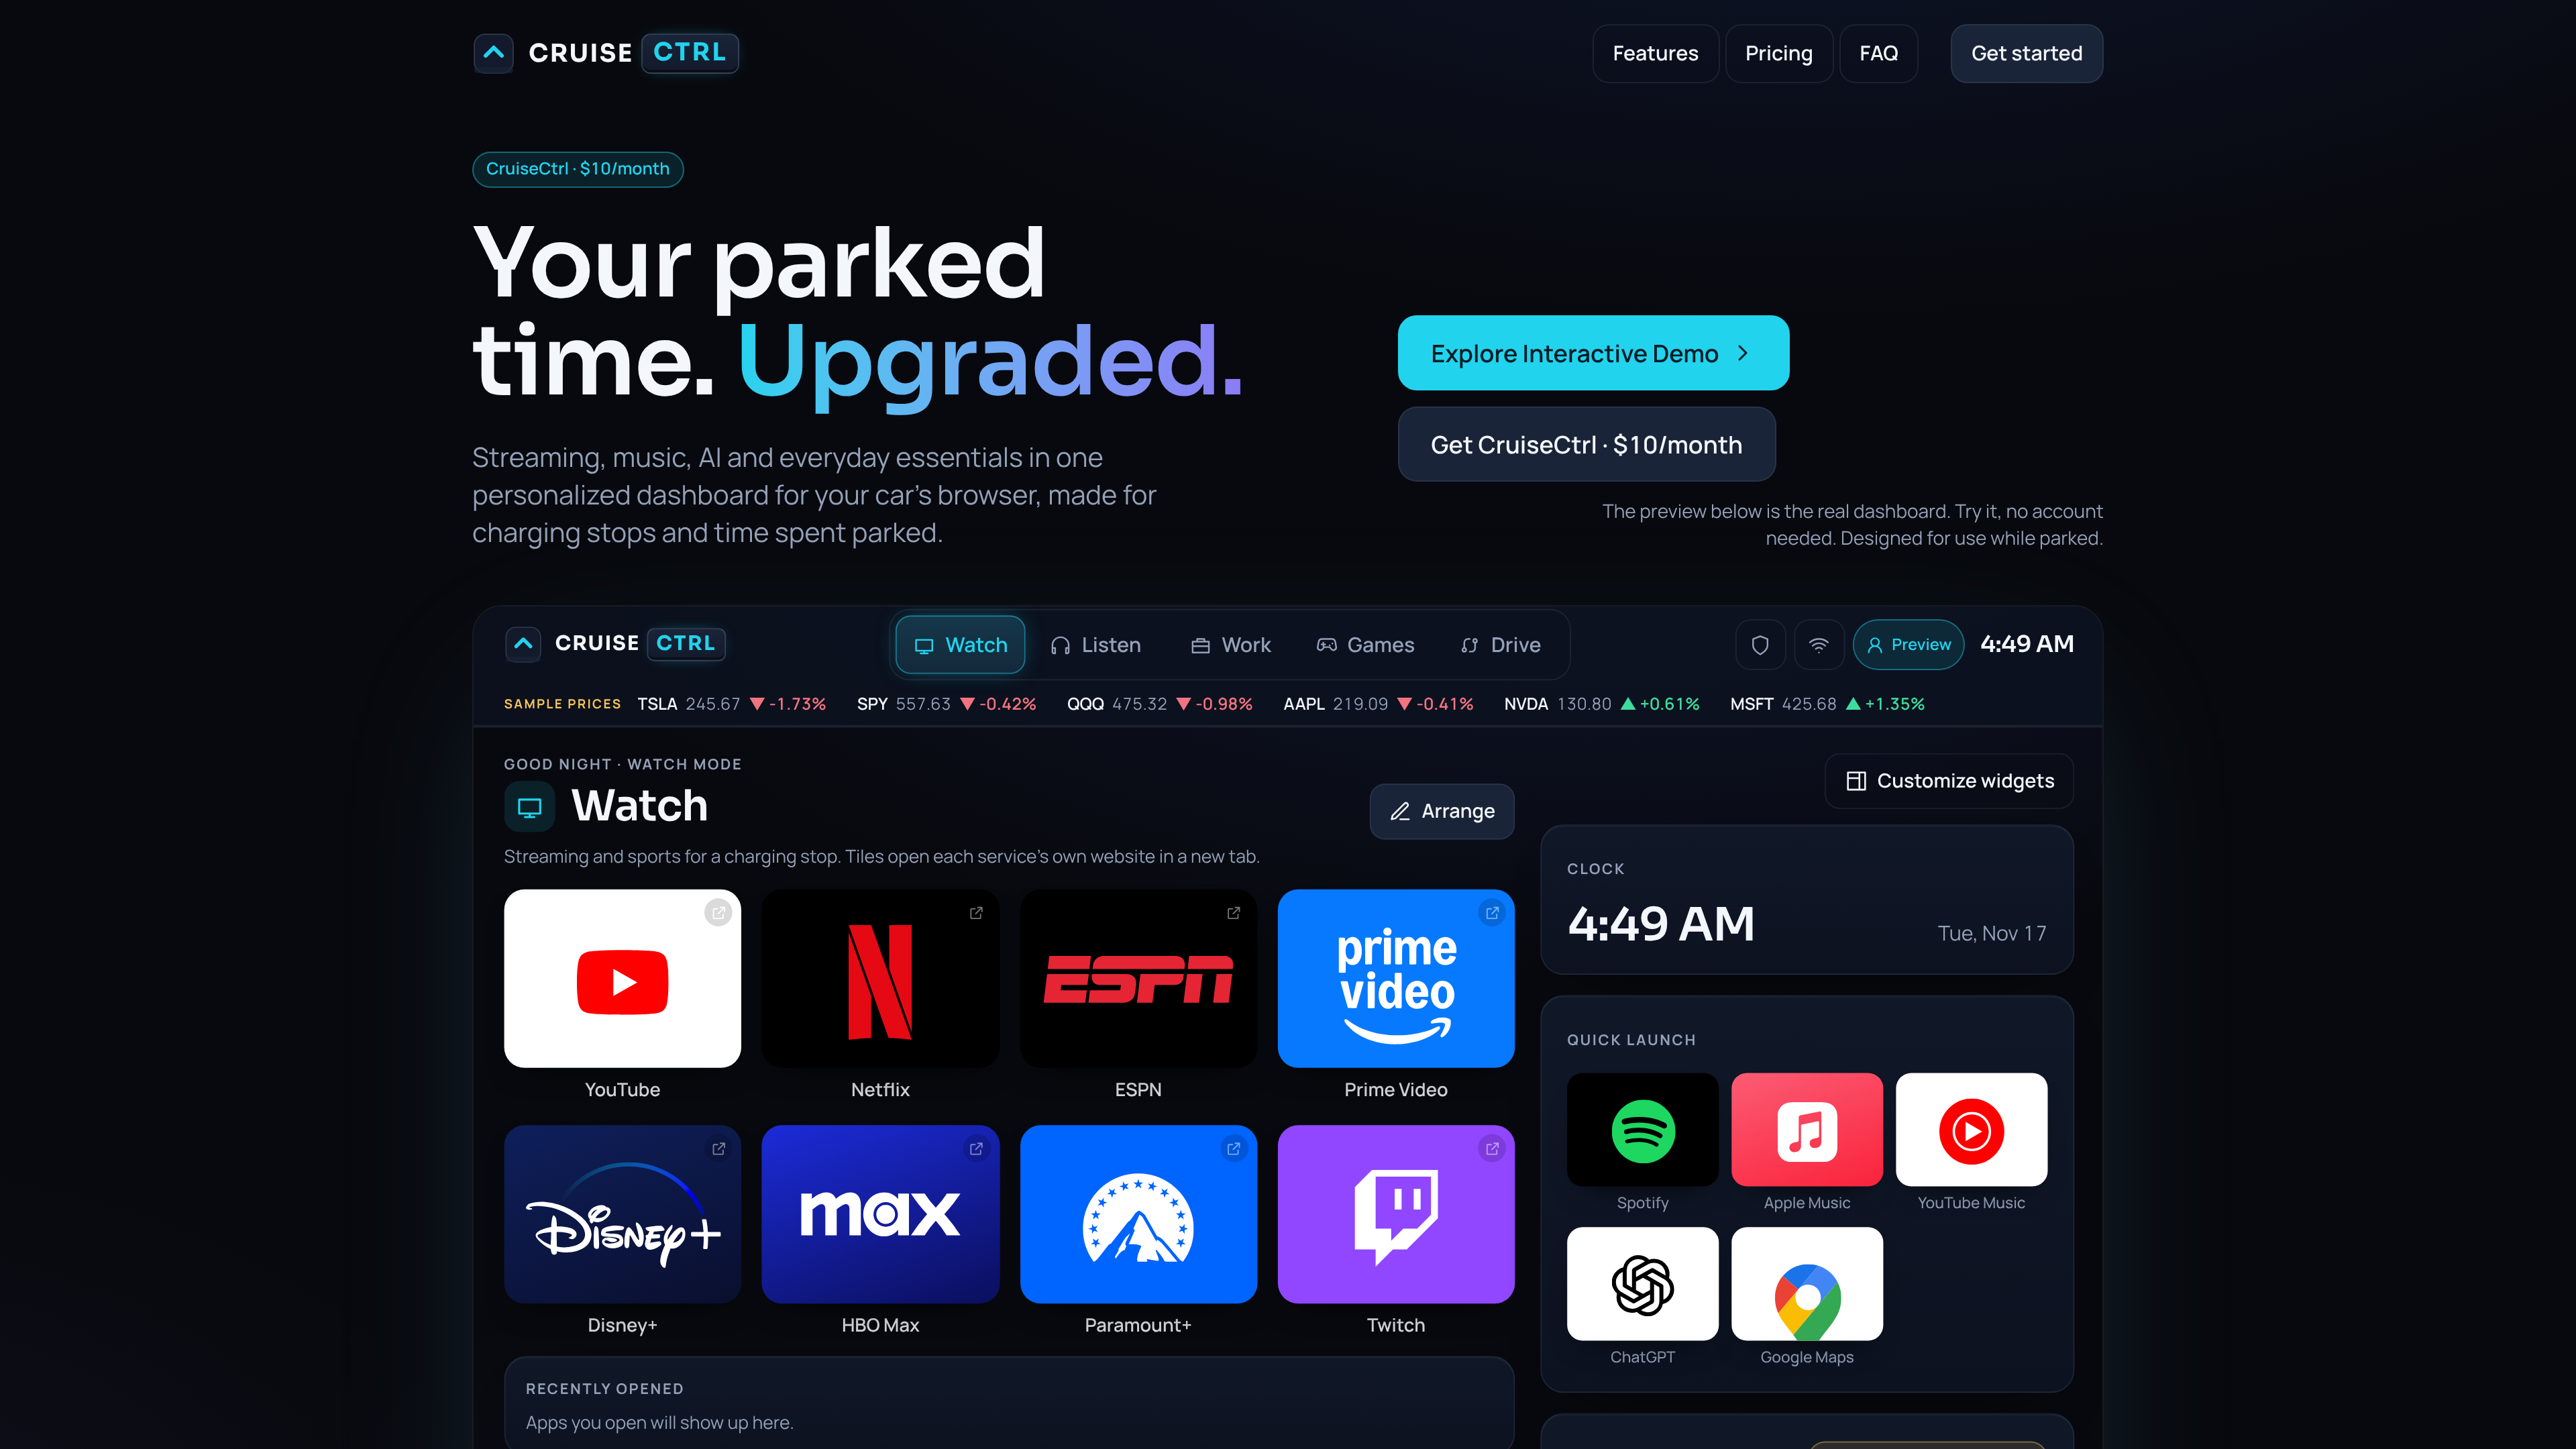 CRUISE CTRL
Features
Pricing
FAQ
Get started
CruiseCtrl · $10/month
Your parked
time. Upgraded.
Streaming, music, AI and everyday essentials in one
personalized dashboard for your car's browser, made for
charging stops and time spent parked.
Explore Interactive Demo
Get CruiseCtrl · $10/month
The preview below is the real dashboard. Try it, no account
needed. Designed for use while parked.
CRUISE CTRL
Watch
Listen
Work
Games
Drive
Preview
4:49 AM
SAMPLE PRICES TSLA 245.67 ▼ -1.73% SPY 557.63 ▼ -0.42% QQQ 475.32 ▼ -0.98% AAPL 219.09 ▼ -0.41% NVDA 130.80 ▲ +0.61% MSFT 425.68 ▲ +1.35%
GOOD NIGHT · WATCH MODE
Watch
Arrange
Streaming and sports for a charging stop. Tiles open each service's own website in a new tab.
ESPN
prime
video
YouTube
Netflix
ESPN
Prime Video
Disney+
max
Disney+
HBO Max
Paramount+
Twitch
RECENTLY OPENED
Apps you open will show up here.
Customize widgets
CLOCK
4:49 AM
Tue, Nov 17
QUICK LAUNCH
Spotify
Apple Music
YouTube Music
ChatGPT
Google Maps